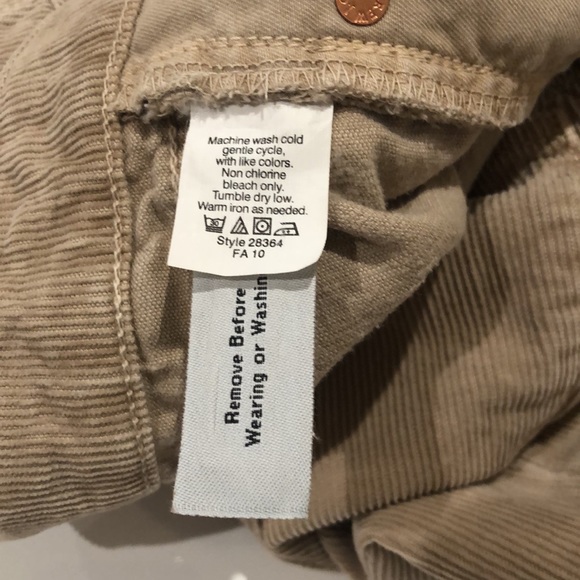 Machine wash cold
gentle cycle,
with like colors.
Non chlorine
bleach only.
Tumble dry low.
Warm iron as needed.
30
Style 28364
FA 10
Remove Before
Wearing or Washin